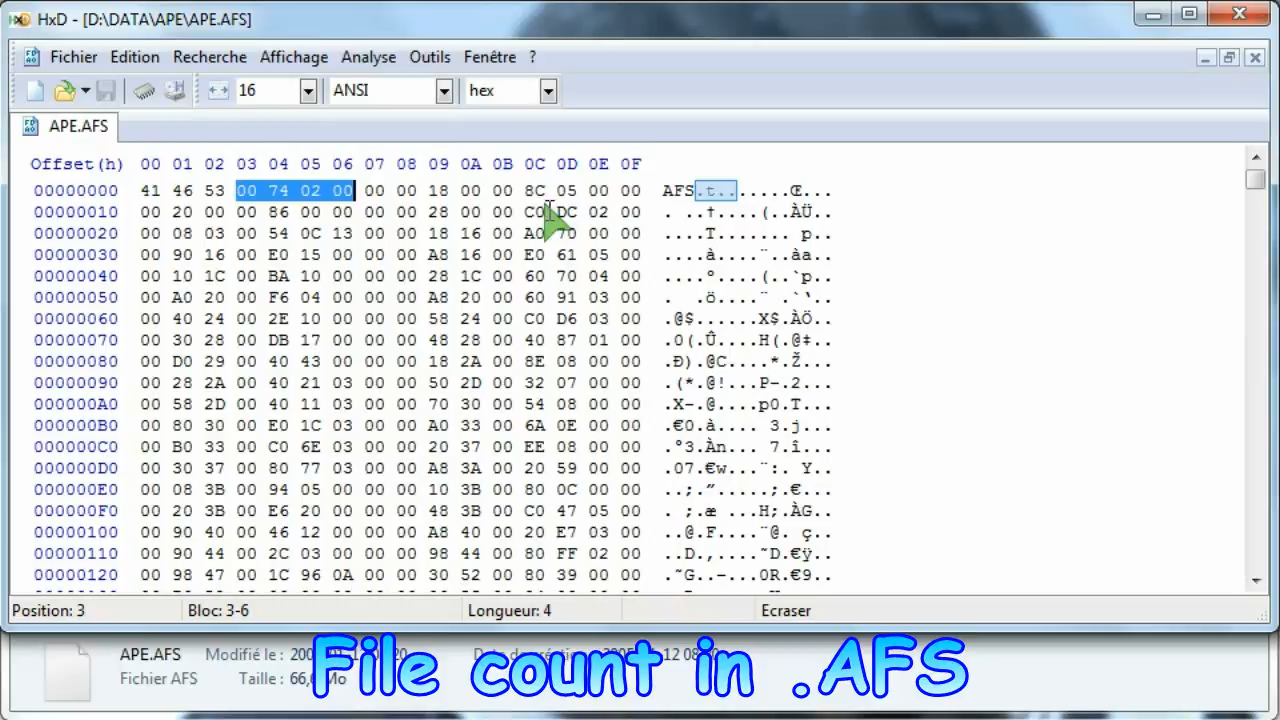 HxD - [D:\DATA\APE\APE.AFS]
Fichier Edition Recherche Affichage Analyse Outils Fenêtre ?
16 ANSI hex
APE.AFS
Offset(h) 00 01 02 03 04 05 06 07 08 09 0A 0B 0C 0D 0E 0F
00000000 41 46 53 00 74 02 00 00 00 18 00 00 8C 05 00 00 AFS.t......Œ...
00000010 00 20 00 00 86 00 00 00 28 00 00 C0 DC 02 00 . ..†....(..ÀÜ..
00000020 00 08 03 00 54 0C 13 00 00 18 16 00 A0 70 00 00 ....T....... p..
00000030 00 90 16 00 E0 15 00 00 00 A8 16 00 E0 61 05 00 ....à....¨..àa..
00000040 00 10 1C 00 BA 10 00 00 00 28 1C 00 60 70 04 00 ....º....(..`p..
00000050 00 A0 20 00 F6 04 00 00 00 A8 20 00 60 91 03 00 . .ö....¨ .`‘..
00000060 00 40 24 00 2E 10 00 00 00 58 24 00 C0 D6 03 00 .@$......X$.ÀÖ..
00000070 00 30 28 00 DB 17 00 00 00 48 28 00 40 87 01 00 .0(.Û....H(.@‡..
00000080 00 D0 29 00 40 43 00 00 00 18 2A 00 8E 08 00 00 .Ð).@C....*.Ž...
00000090 00 28 2A 00 40 21 03 00 00 50 2D 00 32 07 00 00 .(*.@!...P-.2...
000000A0 00 58 2D 00 40 11 03 00 00 70 30 00 54 08 00 00 .X-.@....p0.T...
000000B0 00 80 30 00 E0 1C 03 00 00 A0 33 00 6A 0E 00 00 .€0.à.... 3.j...
000000C0 00 B0 33 00 C0 6E 03 00 00 20 37 00 EE 08 00 00 .°3.Àn... 7.î...
000000D0 00 30 37 00 80 77 03 00 00 A8 3A 00 20 59 00 00 .07.€w...¨:. Y..
000000E0 00 08 3B 00 94 05 00 00 00 10 3B 00 80 0C 00 00 ..;.”.....;.€...
000000F0 00 20 3B 00 E6 20 00 00 00 48 3B 00 C0 47 05 00 . ;.æ ...H;.ÀG..
00000100 00 90 40 00 46 12 00 00 00 A8 40 00 20 E7 03 00 ..@.F....¨@. ç..
00000110 00 90 44 00 2C 03 00 00 00 98 44 00 80 FF 02 00 ..D.,....˜D.€ÿ..
00000120 00 98 47 00 1C 96 0A 00 00 30 52 00 80 39 00 00 .˜G..–...0R.€9..
Position: 3 Bloc: 3-6 Longueur: 4 Ecraser
APE.AFS Modifié le :
Fichier AFS Taille : Mo
File count in .AFS